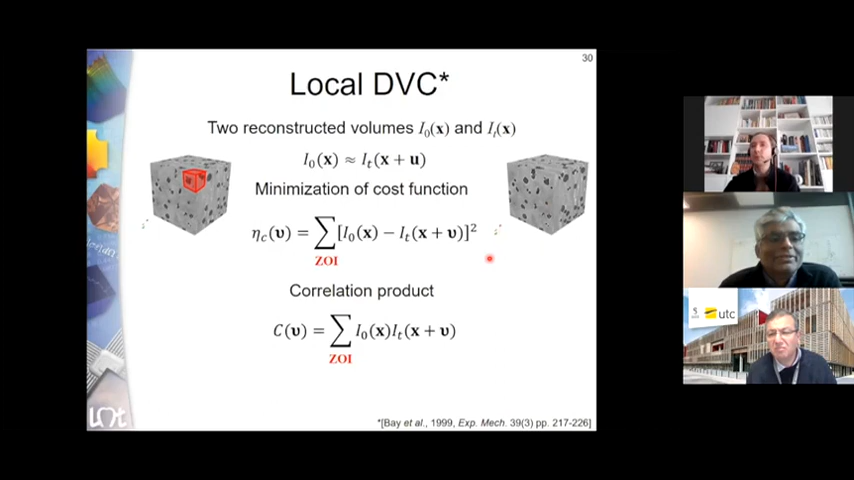 30
Local DVC*
Two reconstructed volumes I₀(x) and Iₜ(x)
I₀(x) ≈ Iₜ(x + u)
Minimization of cost function
η_c(υ) = ∑[I₀(x) − Iₜ(x + υ)]²
ZOI
Correlation product
C(υ) = ∑ I₀(x)Iₜ(x + υ)
ZOI
*[Bay et al., 1999, Exp. Mech. 39(3) pp. 217-226]
utc